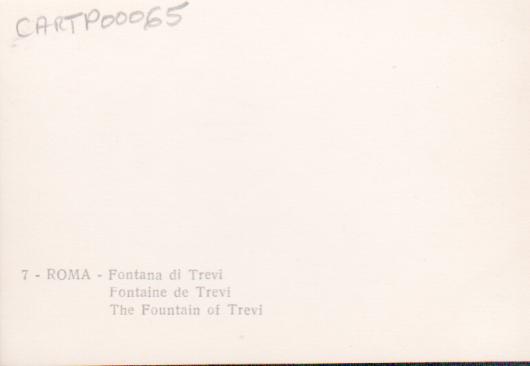 CARTP00065
7 - ROMA - Fontana di Trevi
Fontaine de Trevi
The Fountain of Trevi